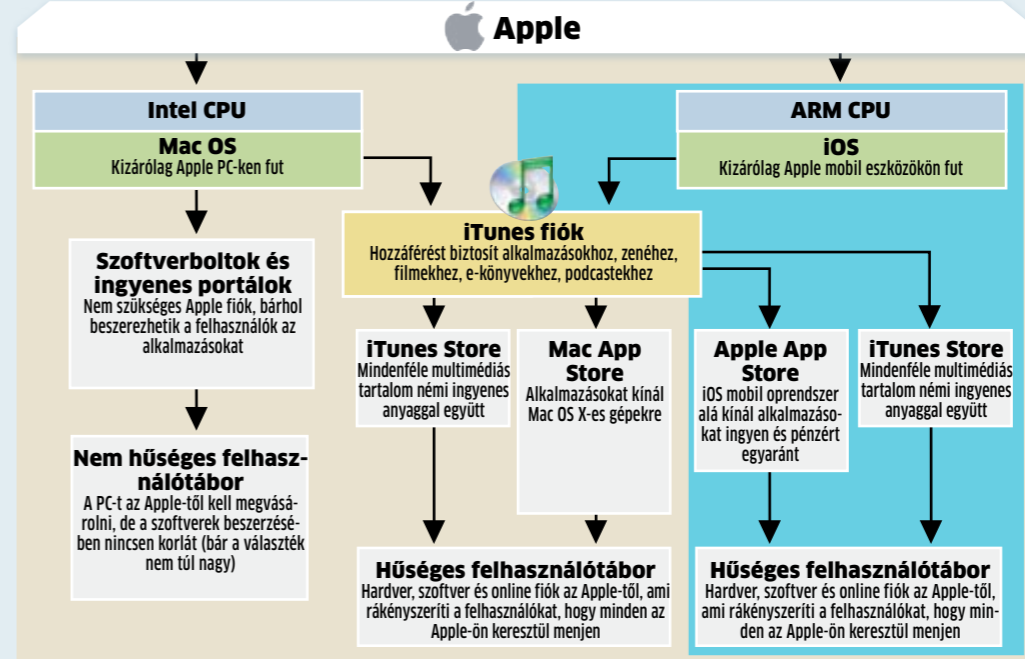 Apple
Intel CPU
Mac OS
Kizárólag Apple PC-ken fut
ARM CPU
iOS
Kizárólag Apple mobil eszközökön fut
iTunes fiók
Hozzáférést biztosít alkalmazásokhoz, zenéhez,
filmekhez, e-könyvekhez, podcastekhez
Szoftverboltok és
ingyenes portálok
Nem szükséges Apple fiók, bárhol
beszerezhetik a felhasználók az
alkalmazásokat
iTunes Store
Mindenféle multimédiás
tartalom némi ingyenes
anyaggal együtt
Mac App
Store
Alkalmazásokat kínál
Mac OS X-es gépekre
Apple App
Store
iOS mobil oprendszer
alá kínál alkalmazáso-
kat ingyen és pénzért
egyaránt
iTunes Store
Mindenféle multimédiás
tartalom némi ingyenes
anyaggal együtt
Nem hűséges felhasz-
nálótábor
A PC-t az Apple-től kell megvásá-
rolni, de a szoftverek beszerzésé-
ben nincsen korlát (bár a választék
nem túl nagy)
Hűséges felhasználótábor
Hardver, szoftver és online fiók az Apple-től, ami
rákényszeríti a felhasználókat, hogy minden az
Apple-ön keresztül menjen
Hűséges felhasználótábor
Hardver, szoftver és online fiók az Apple-től,
ami rákényszeríti a felhasználókat, hogy min-
den az Apple-ön keresztül menjen